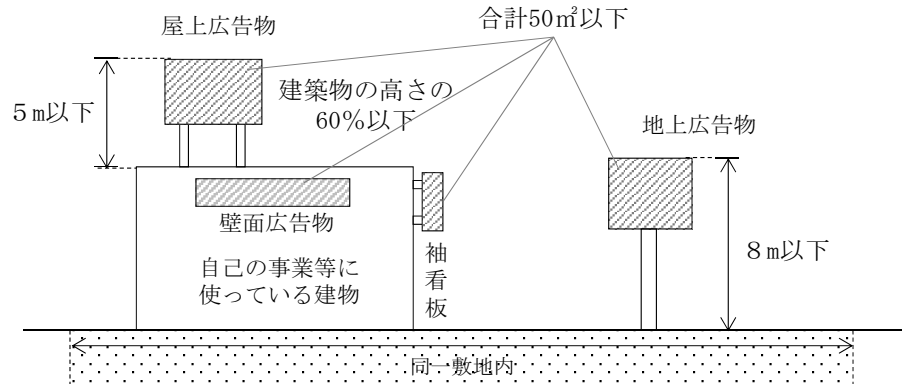 屋上広告物
合計50㎡以下
5m以下
建築物の高さの
60%以下
地上広告物
壁面広告物
袖看板
8m以下
自己の事業等に
使っている建物
同一敷地内